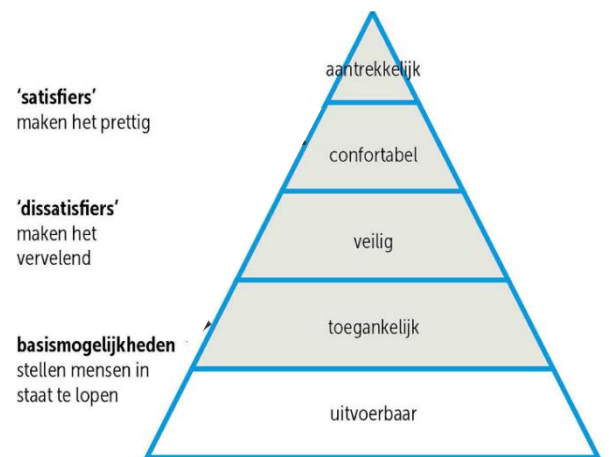 aantrekkelijk
‘satisfiers’
maken het prettig
confortabel
‘dissatisfiers’
maken het
vervelend
veilig
toegankelijk
basismogelijkheden
stellen mensen in
staat te lopen
uitvoerbaar